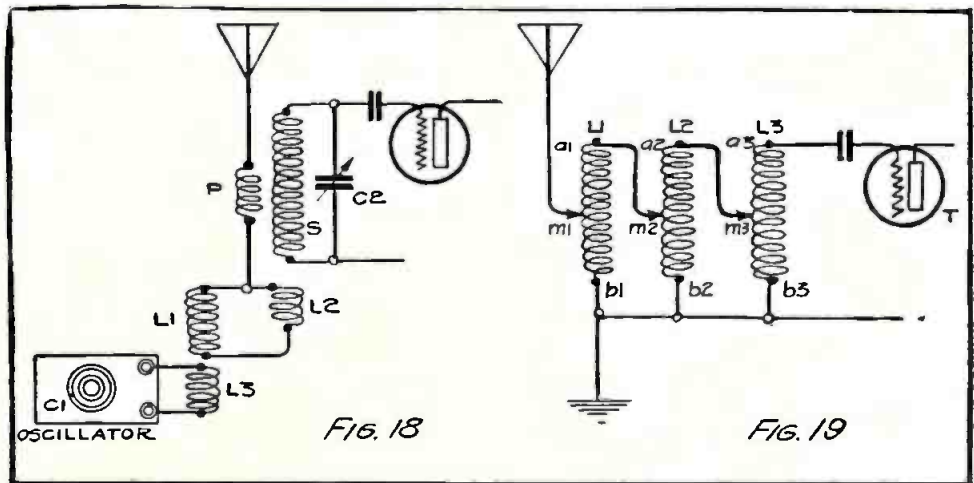 P
S
C2
L1
L2
L3
C1
OSCILLATOR
FIG. 18
L1
L2
L3
a1
a2
a3
m1
m2
m3
T
b1
b2
b3
FIG. 19